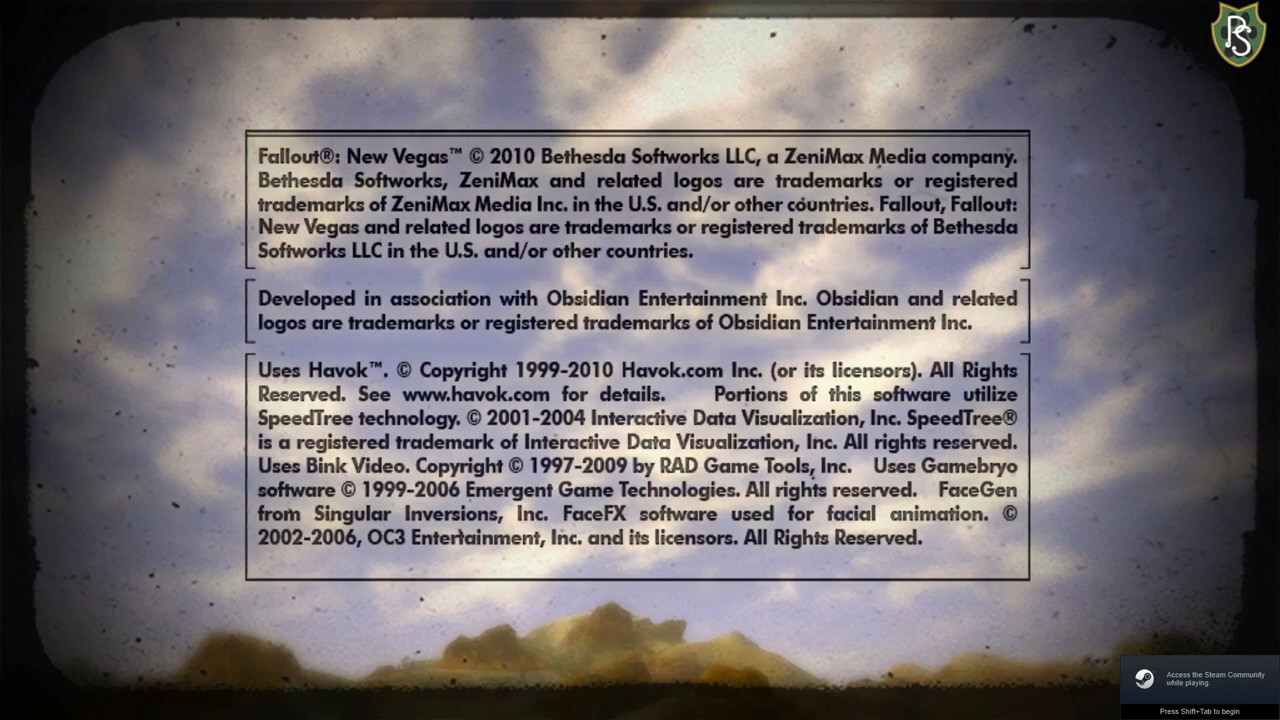 PS
Fallout®: New Vegas™ © 2010 Bethesda Softworks LLC, a ZeniMax Media company.
Bethesda Softworks, ZeniMax and related logos are trademarks or registered
trademarks of ZeniMax Media Inc. in the U.S. and/or other countries. Fallout, Fallout:
New Vegas and related logos are trademarks or registered trademarks of Bethesda
Softworks LLC in the U.S. and/or other countries.
Developed in association with Obsidian Entertainment Inc. Obsidian and related
logos are trademarks or registered trademarks of Obsidian Entertainment Inc.
Uses Havok™. © Copyright 1999-2010 Havok.com Inc. (or its licensors). All Rights
Reserved. See www.havok.com for details. Portions of this software utilize
SpeedTree technology. © 2001-2004 Interactive Data Visualization, Inc. SpeedTree®
is a registered trademark of Interactive Data Visualization, Inc. All rights reserved.
Uses Bink Video. Copyright © 1997-2009 by RAD Game Tools, Inc. Uses Gamebryo
software © 1999-2006 Emergent Game Technologies. All rights reserved. FaceGen
from Singular Inversions, Inc. FaceFX software used for facial animation. ©
2002-2006, OC3 Entertainment, Inc. and its licensors. All Rights Reserved.
Access the Steam Community
while playing.
Press Shift+Tab to begin